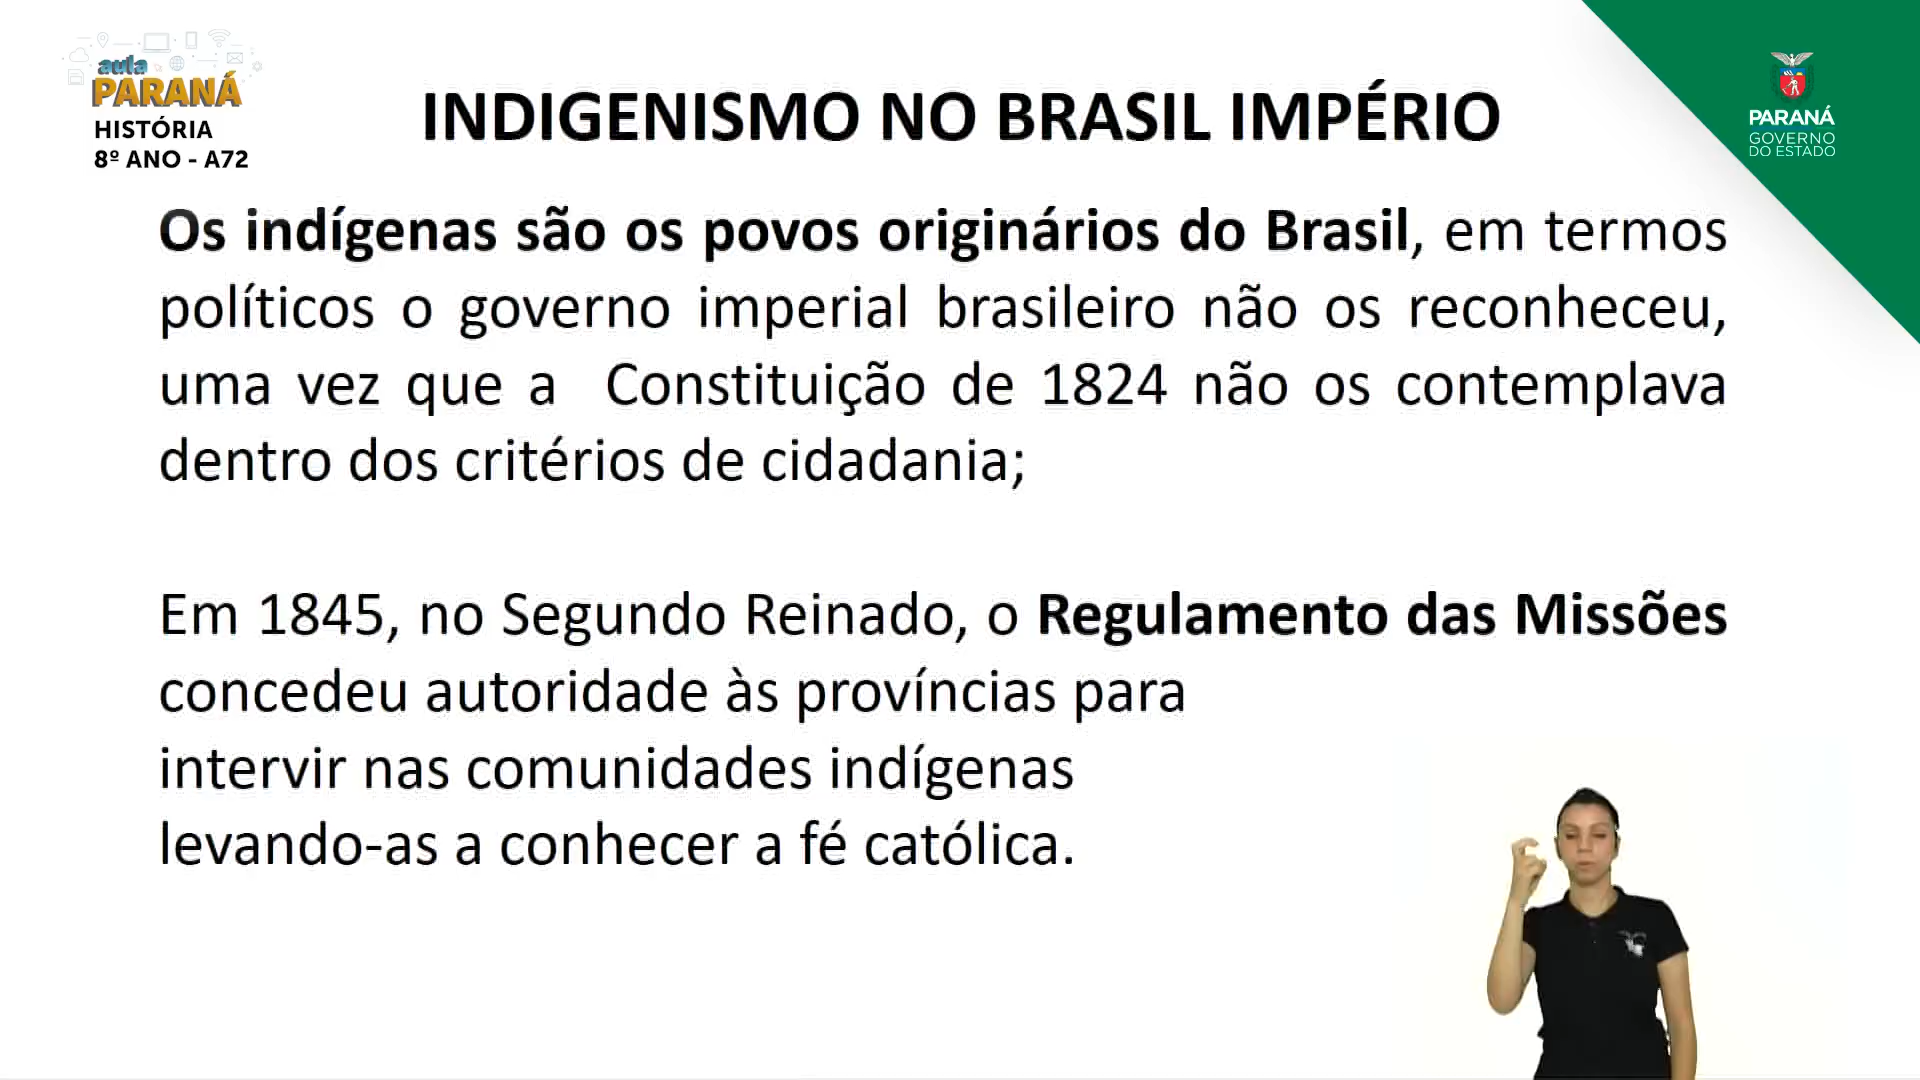 aula
PARANÁ
HISTÓRIA
8º ANO - A72
INDIGENISMO NO BRASIL IMPÉRIO
PARANÁ
GOVERNO
DO ESTADO
Os indígenas são os povos originários do Brasil, em termos
políticos o governo imperial brasileiro não os reconheceu,
uma vez que a Constituição de 1824 não os contemplava
dentro dos critérios de cidadania;
Em 1845, no Segundo Reinado, o Regulamento das Missões
concedeu autoridade às províncias para
intervir nas comunidades indígenas
levando-as a conhecer a fé católica.